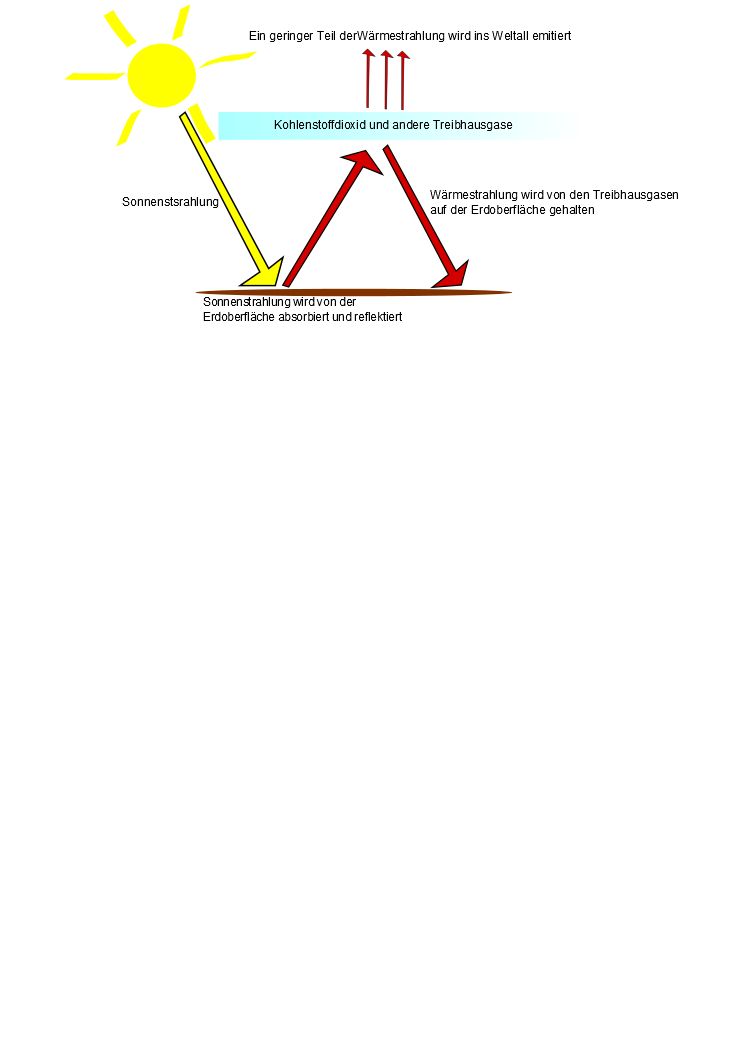 Ein geringer Teil derWärmestrahlung wird ins Weltall emitiert
Kohlenstoffdioxid und andere Treibhausgase
Sonnenstsrahlung
Wärmestrahlung wird von den Treibhausgasen
auf der Erdoberfläche gehalten
Sonnenstrahlung wird von der
Erdoberfläche absorbiert und reflektiert